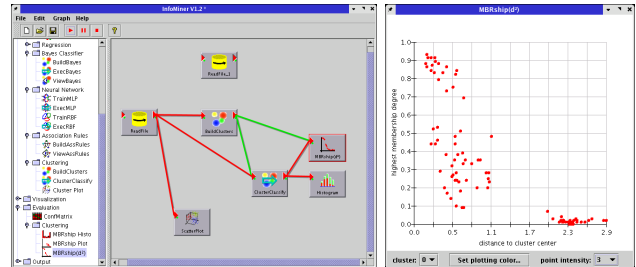 InfoMiner V1.2 *
File Edit Graph Help
Regression
Bayes Classifier
BuildBayes
ExecBayes
ViewBayes
Neural Network
TrainMLP
ExecMLP
TrainRBF
ExecRBF
Association Rules
BuildAssRules
ViewAssRules
Clustering
BuildClusters
ClusterClassify
Cluster Plot
Visualization
Evaluation
ConfMatrix
Clustering
MBRship Histo
MBRship Plot
MBRship(d²)
Output
ReadFile_1
ReadFile
BuildClusters
MBRship(d²)
ClusterClassify
Histogram
ScatterPlot
MBRship(d²)
highest membership degree
1.0
0.9
0.8
0.7
0.6
0.5
0.4
0.3
0.2
0.1
0.0
0.0 0.5 1.1 1.7 2.3 2.9
distance to cluster center
cluster: 0 Set plotting color... point intensity: 3